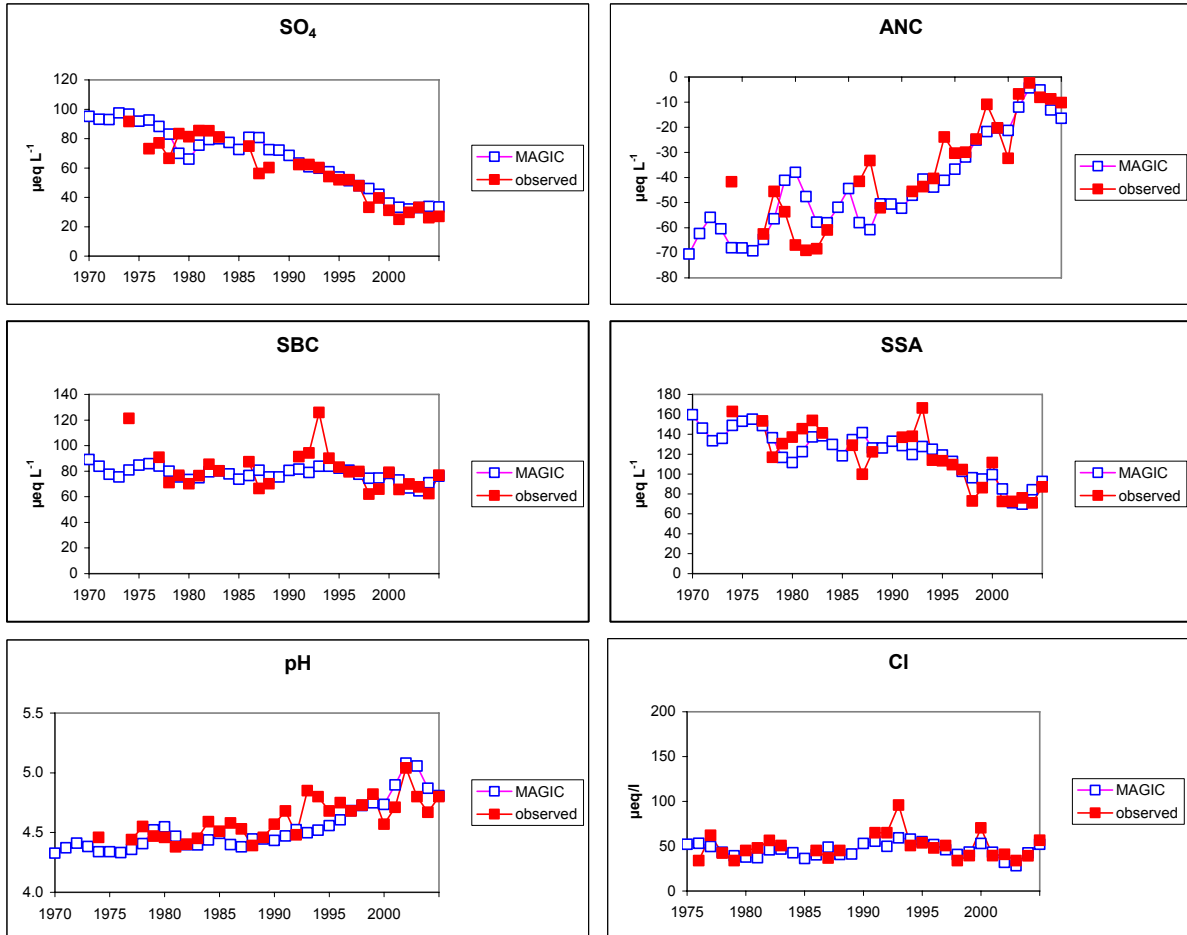 SO₄
120
100
80
60
40
20
0
µeq L⁻¹
1970 1975 1980 1985 1990 1995 2000
MAGIC
observed
ANC
0
-10
-20
-30
-40
-50
-60
-70
-80
µeq L⁻¹
MAGIC
observed
SBC
140
120
100
80
60
40
20
0
µeq L⁻¹
1970 1975 1980 1985 1990 1995 2000
MAGIC
observed
SSA
180
160
140
120
100
80
60
40
20
0
µeq L⁻¹
1970 1975 1980 1985 1990 1995 2000
MAGIC
observed
pH
5.5
5.0
4.5
4.0
1970 1975 1980 1985 1990 1995 2000
MAGIC
observed
Cl
200
150
100
50
0
µeq/l
1975 1980 1985 1990 1995 2000
MAGIC
observed